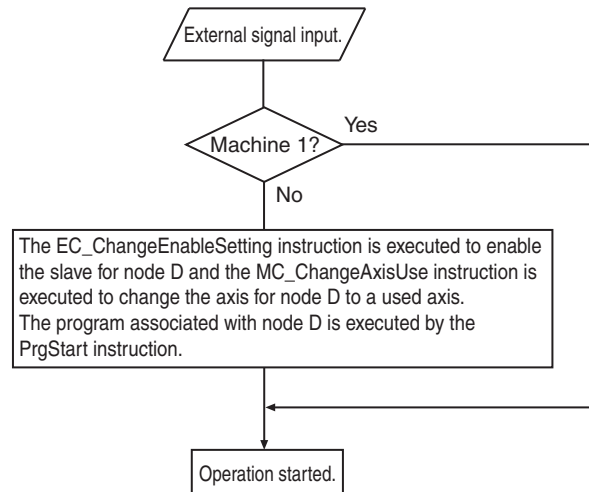 External signal input.
Machine 1?
Yes
No
The EC_ChangeEnableSetting instruction is executed to enable
the slave for node D and the MC_ChangeAxisUse instruction is
executed to change the axis for node D to a used axis.
The program associated with node D is executed by the
PrgStart instruction.
Operation started.